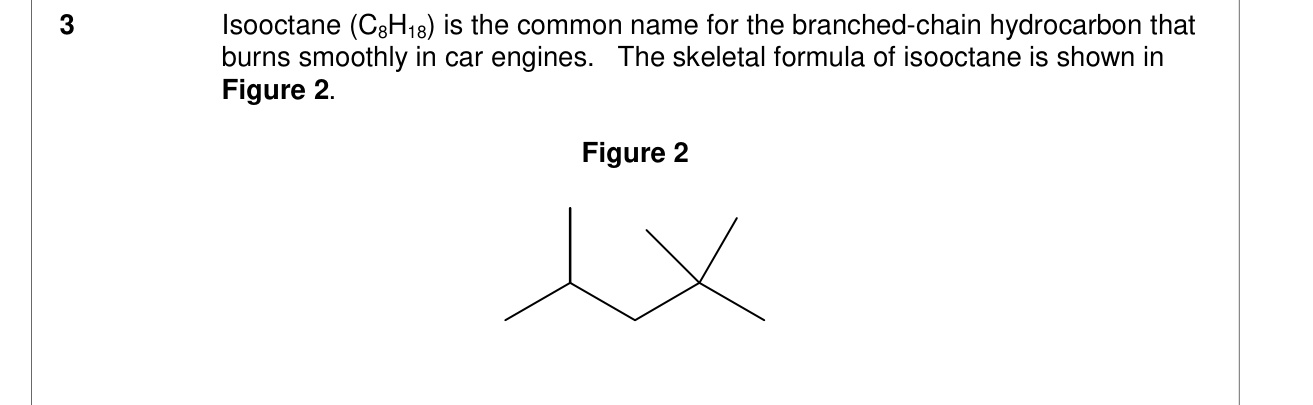 3 Isooctane (C₈H₁₈) is the common name for the branched-chain hydrocarbon that
burns smoothly in car engines. The skeletal formula of isooctane is shown in
Figure 2.
Figure 2